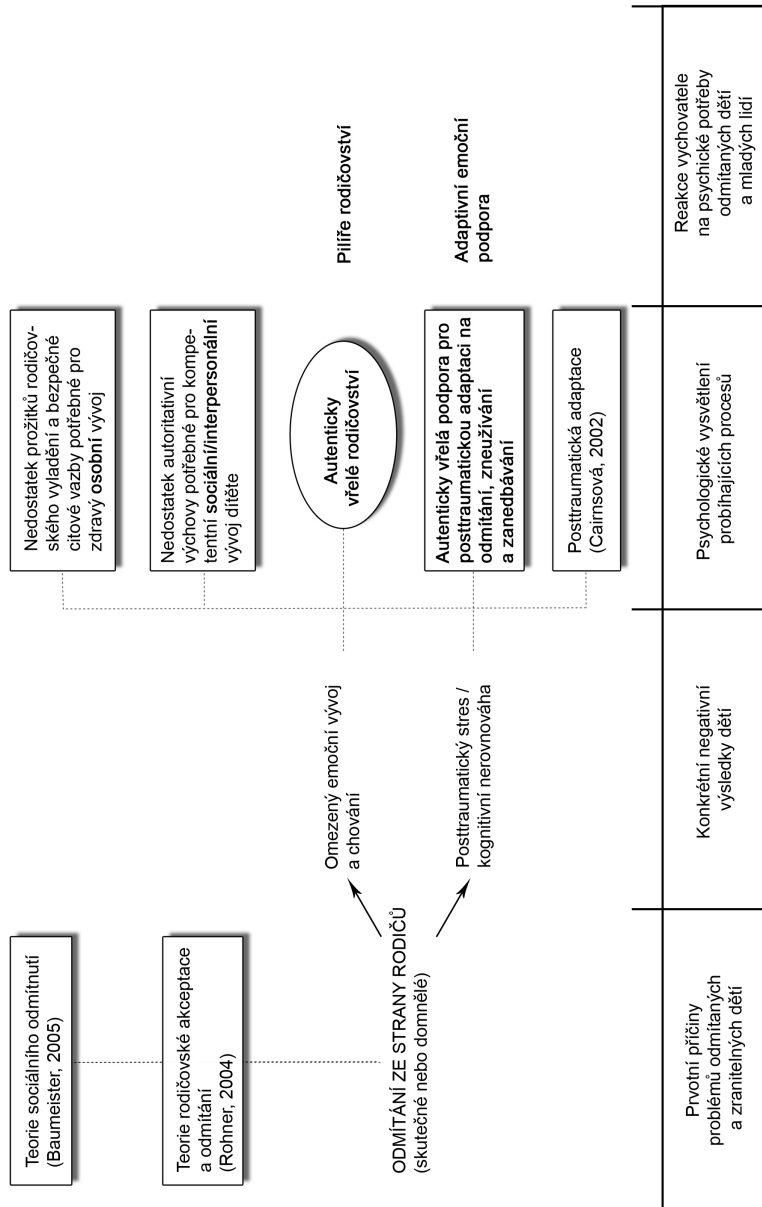 Teorie sociálního odmítnutí
(Baumeister, 2005)
Teorie rodičovské akceptace
a odmítání
(Rohner, 2004)
ODMÍTÁNÍ ZE STRANY RODIČŮ
(skutečné nebo domnělé)
Prvotní příčiny
problémů odmítaných
a zranitelných dětí
Omezený emoční vývoj
a chování
Posttraumatický stres /
kognitivní nerovnováha
Konkrétní negativní
výsledky dětí
Nedostatek prožitků rodičov-
ského vyladění a bezpečné
citové vazby potřebné pro
zdravý osobní vývoj
Nedostatek autoritativní
výchovy potřebné pro kompe-
tentní sociální/interpersonální
vývoj dítěte
Autenticky
vřelé rodičovství
Autenticky vřelá podpora pro
posttraumatickou adaptaci na
odmítání, zneužívání
a zanedbávání
Posttraumatická adaptace
(Cairnsová, 2002)
Psychologické vysvětlení
probíhajících procesů
Pilíře rodičovství
Adaptivní emoční
podpora
Reakce vychovatele
na psychické potřeby
odmítaných dětí
a mladých lidí